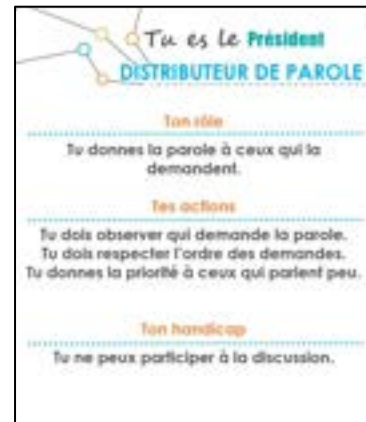 Tu es le Président
DISTRIBUTEUR DE PAROLE
Ton rôle
Tu donnes la parole à ceux qui la
demandent.
Tes actions
Tu dois observer qui demande la parole.
Tu dois respecter l'ordre des demandes.
Tu donnes la priorité à ceux qui parlent peu.
Ton handicap
Tu ne peux participer à la discussion.